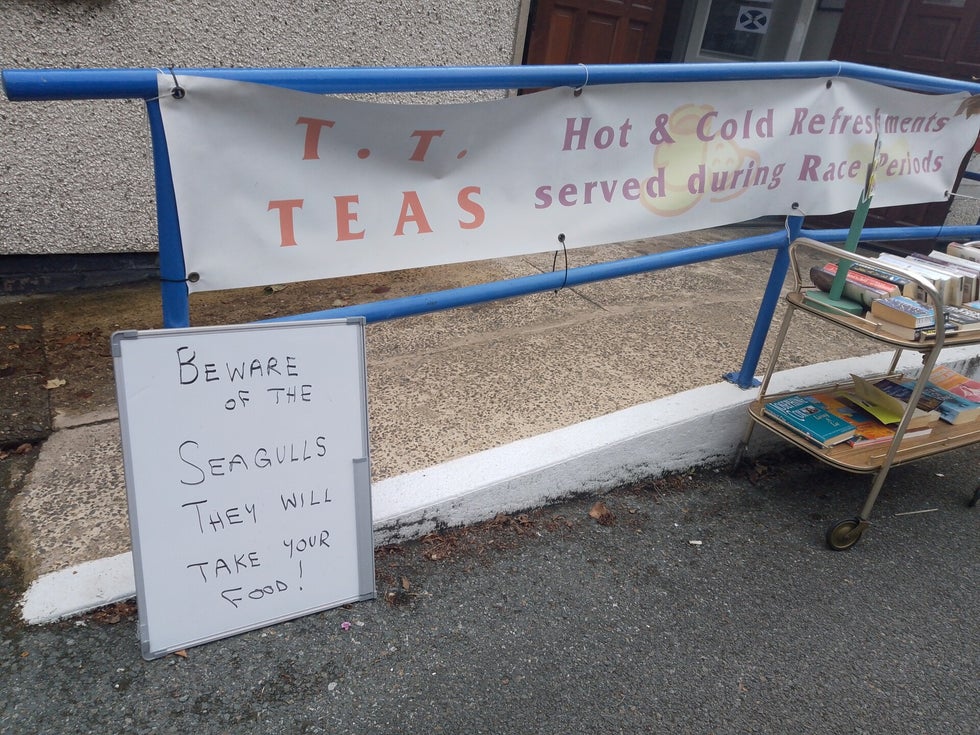 T. T.
TEAS
Hot & Cold Refreshments
served during Race Periods
BEWARE
OF THE
SEAGULLS
THEY WILL
TAKE YOUR
FOOD!